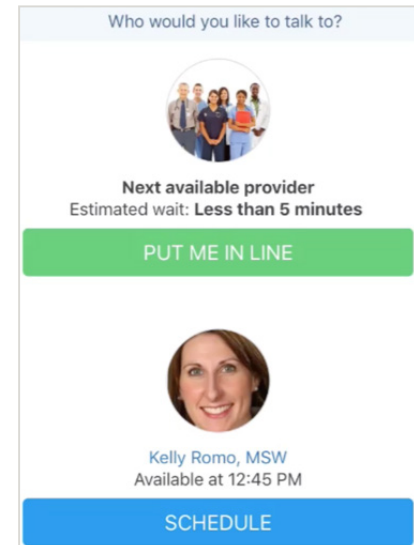 Who would you like to talk to?
Next available provider
Estimated wait: Less than 5 minutes
PUT ME IN LINE
Kelly Romo, MSW
Available at 12:45 PM
SCHEDULE